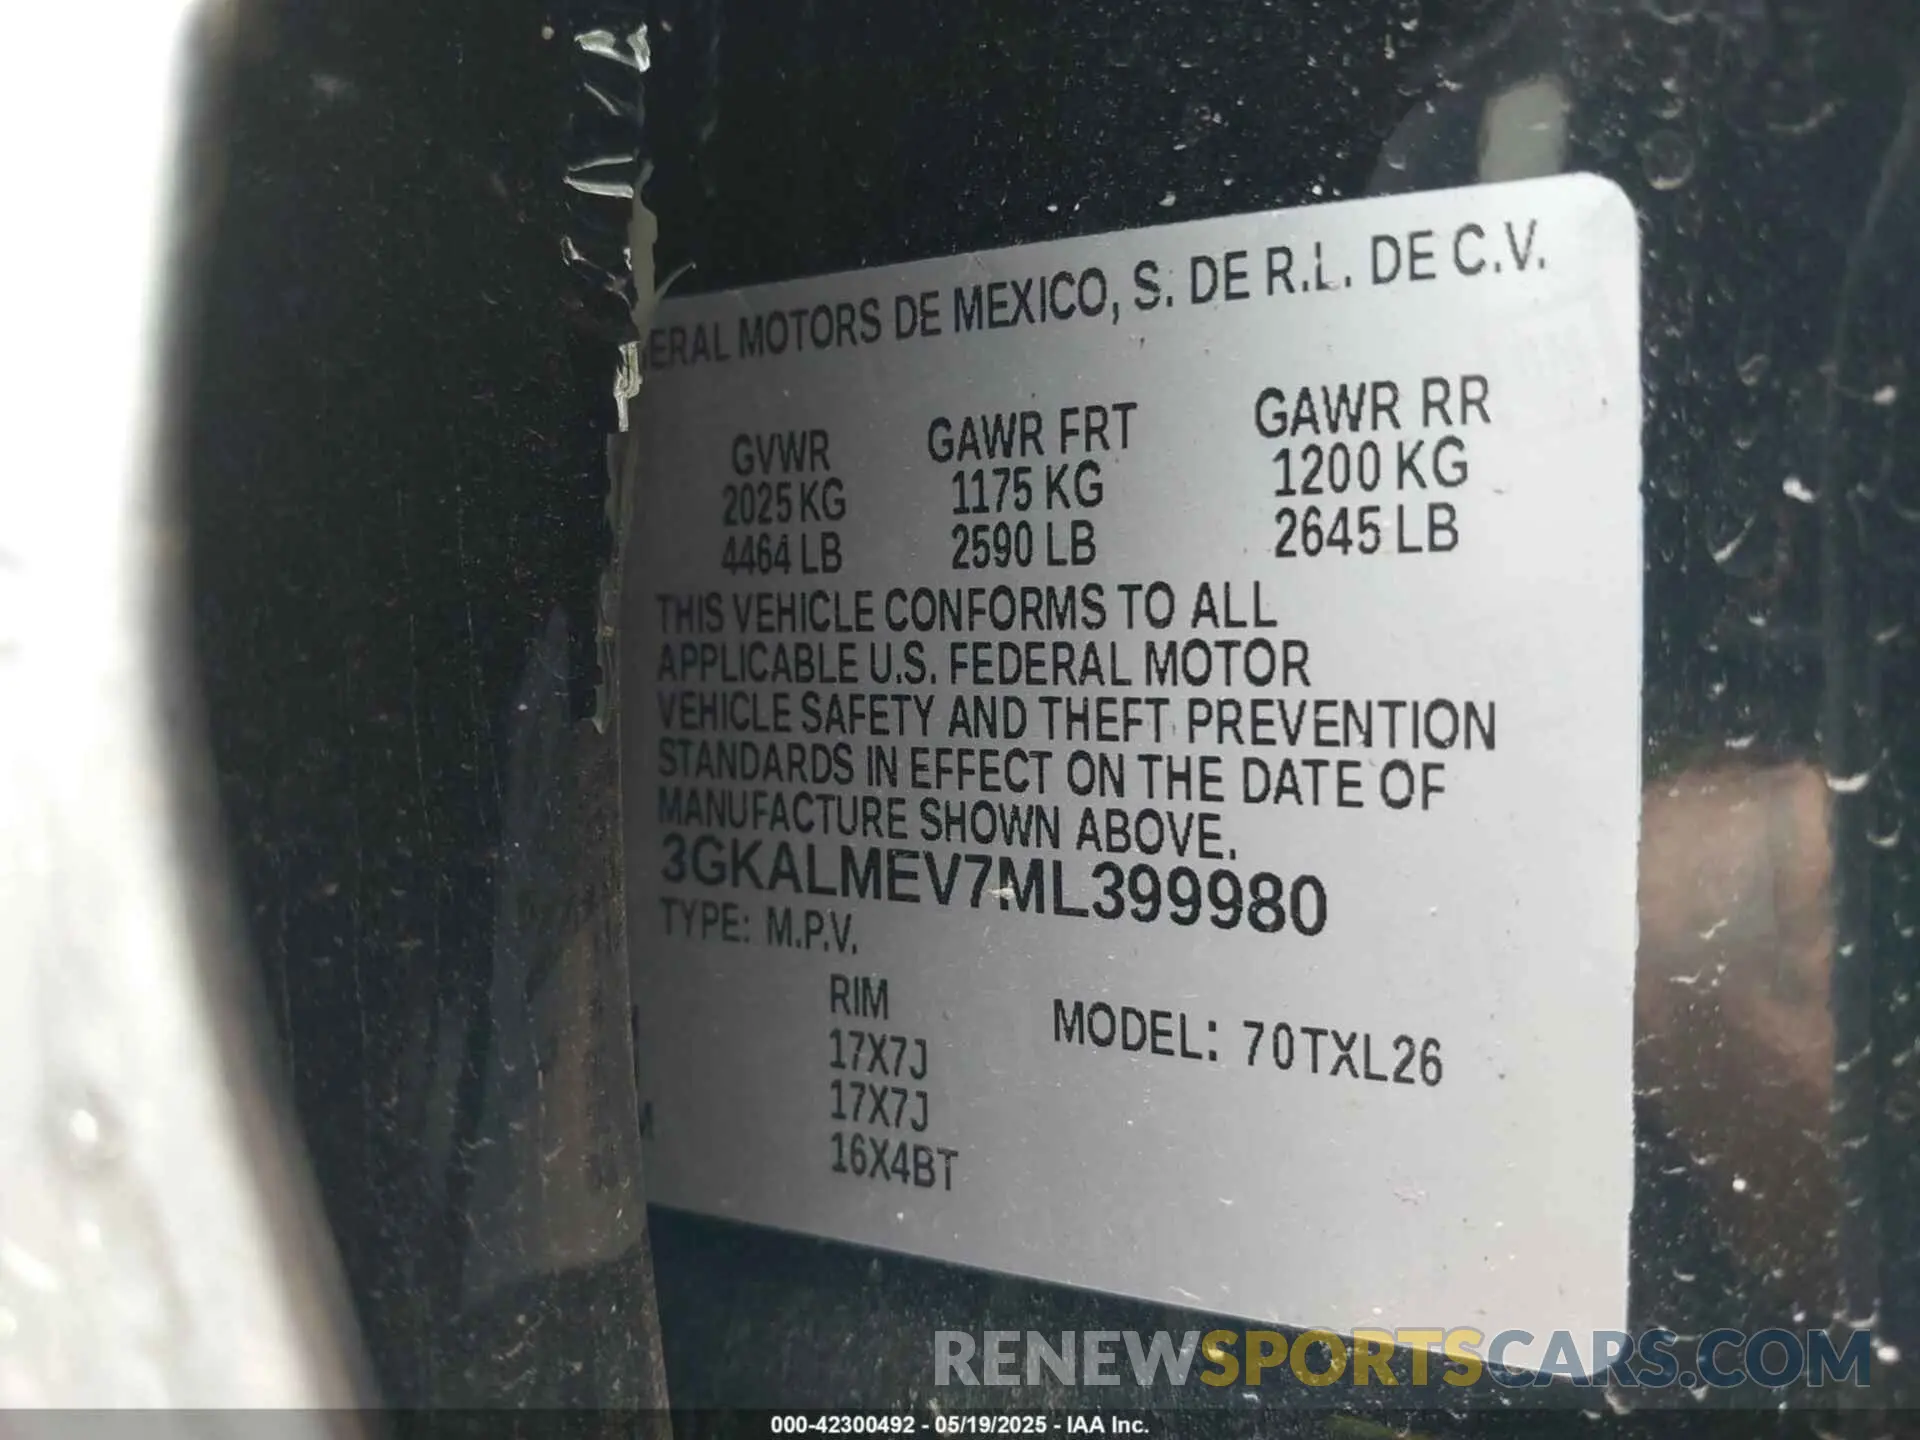 ERAL MOTORS DE MEXICO, S. DE R.L. DE C.V.
GVWR GAWR FRT GAWR RR
2025 KG 1175 KG 1200 KG
4464 LB 2590 LB 2645 LB
THIS VEHICLE CONFORMS TO ALL
APPLICABLE U.S. FEDERAL MOTOR
VEHICLE SAFETY AND THEFT PREVENTION
STANDARDS IN EFFECT ON THE DATE OF
MANUFACTURE SHOWN ABOVE.
3GKALMEV7ML399980
TYPE: M.P.V.
RIM
MODEL: 70TXL26
17X7J
17X7J
16X4BT
RENEWSPORTSCARS.COM
000-42300492 - 05/19/2025 - IAA Inc.